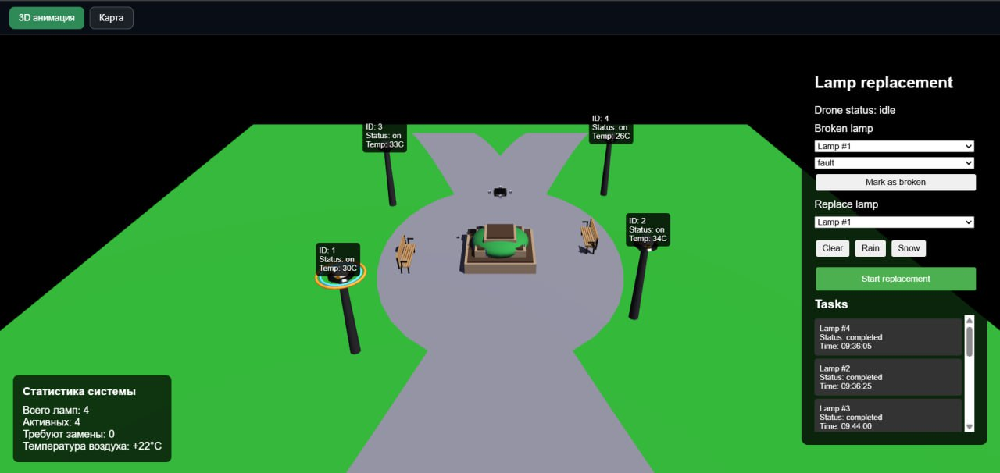 3D анимация
Карта
Lamp replacement
Drone status: idle
Broken lamp
Lamp #1
fault
Mark as broken
Replace lamp
Lamp #1
Clear
Rain
Snow
Start replacement
Tasks
Lamp #4
Status: completed
Time: 09:36:05
Lamp #2
Status: completed
Time: 09:36:25
Lamp #3
Status: completed
Time: 09:44:00
ID: 3
Status: on
Temp: 33C
ID: 4
Status: on
Temp: 26C
ID: 2
Status: on
Temp: 34C
ID: 1
Status: on
Temp: 30C
Статистика системы
Всего ламп: 4
Активных: 4
Требуют замены: 0
Температура воздуха: +22°C